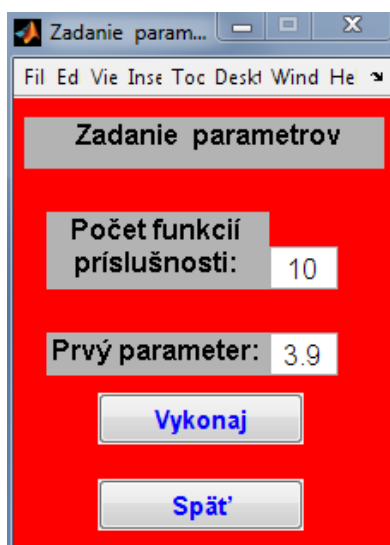 Zadanie param...
Fil Ed Vie Inse Toc Deskt Wind He
Zadanie parametrov
Počet funkcií
príslušnosti:
10
Prvý parameter: 3.9
Vykonaj
Späť